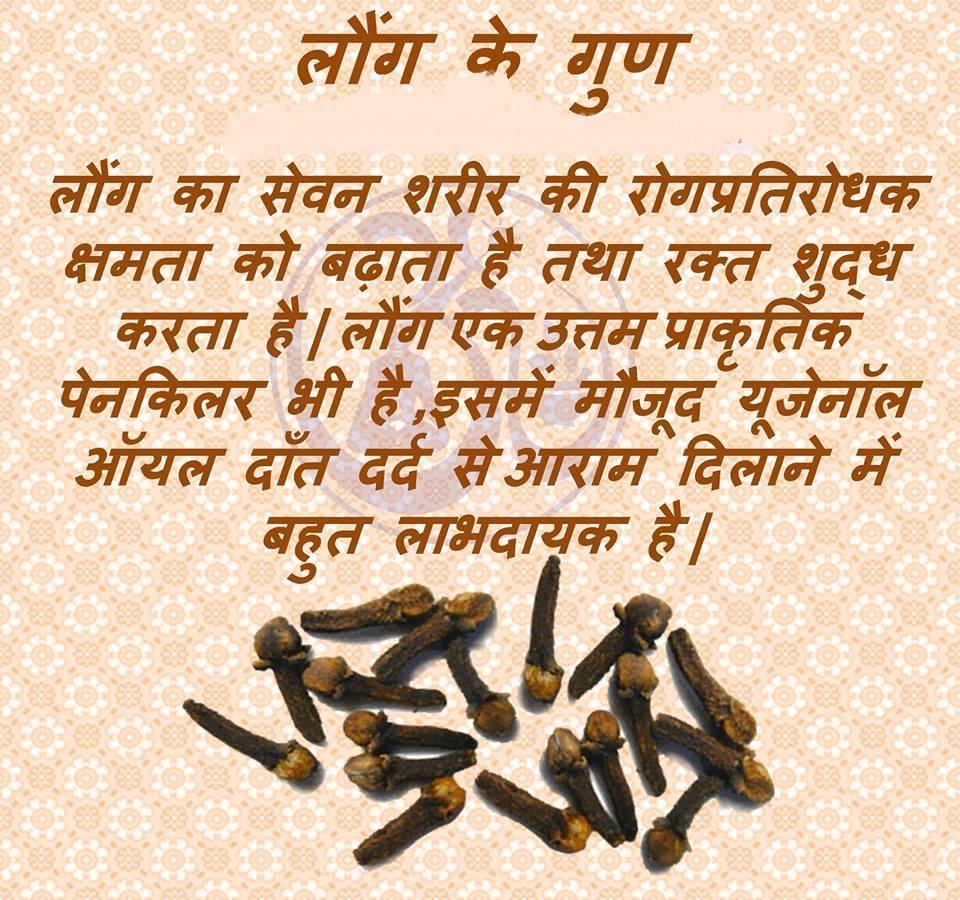 लौंग के गुण
लौंग का सेवन शरीर की रोगप्रतिरोधक
क्षमता को बढ़ाता है तथा रक्त शुद्ध
करता है | लौंग एक उत्तम प्राकृतिक
पेनकिलर भी है ,इसमें मौजूद यूजेनॉल
ऑयल दाँत दर्द से आराम दिलाने में
बहुत लाभदायक है |